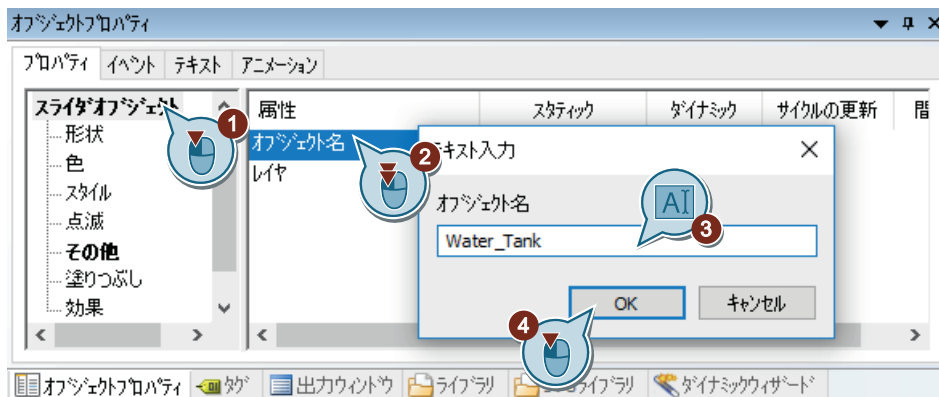 オブジェクトプロパティ
プロパティ イベント テキスト アニメーション
スライダオブジェクト
形状
色
スタイル
点滅
その他
塗りつぶし
効果
属性 スタティック ダイナミック サイクルの更新 間
オブジェクト名
レイヤ
1
2
テキスト入力
オブジェクト名
AI
3
Water_Tank
OK キャンセル
4
オブジェクトプロパティ タグ 出力ウィンドウ ライブラリ ライブラリ ダイナミックウィザード